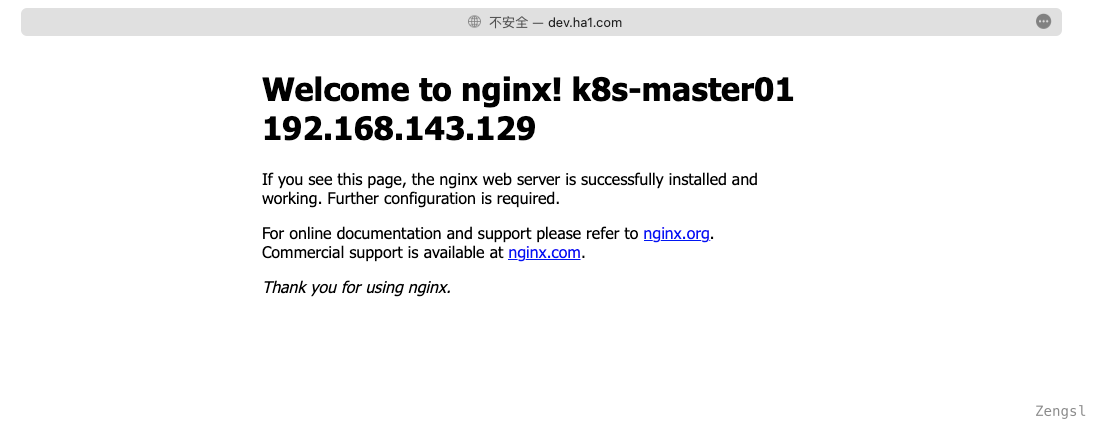 不安全 — dev.ha1.com
Welcome to nginx! k8s-master01
192.168.143.129
If you see this page, the nginx web server is successfully installed and
working. Further configuration is required.
For online documentation and support please refer to nginx.org.
Commercial support is available at nginx.com.
Thank you for using nginx.
Zengsl